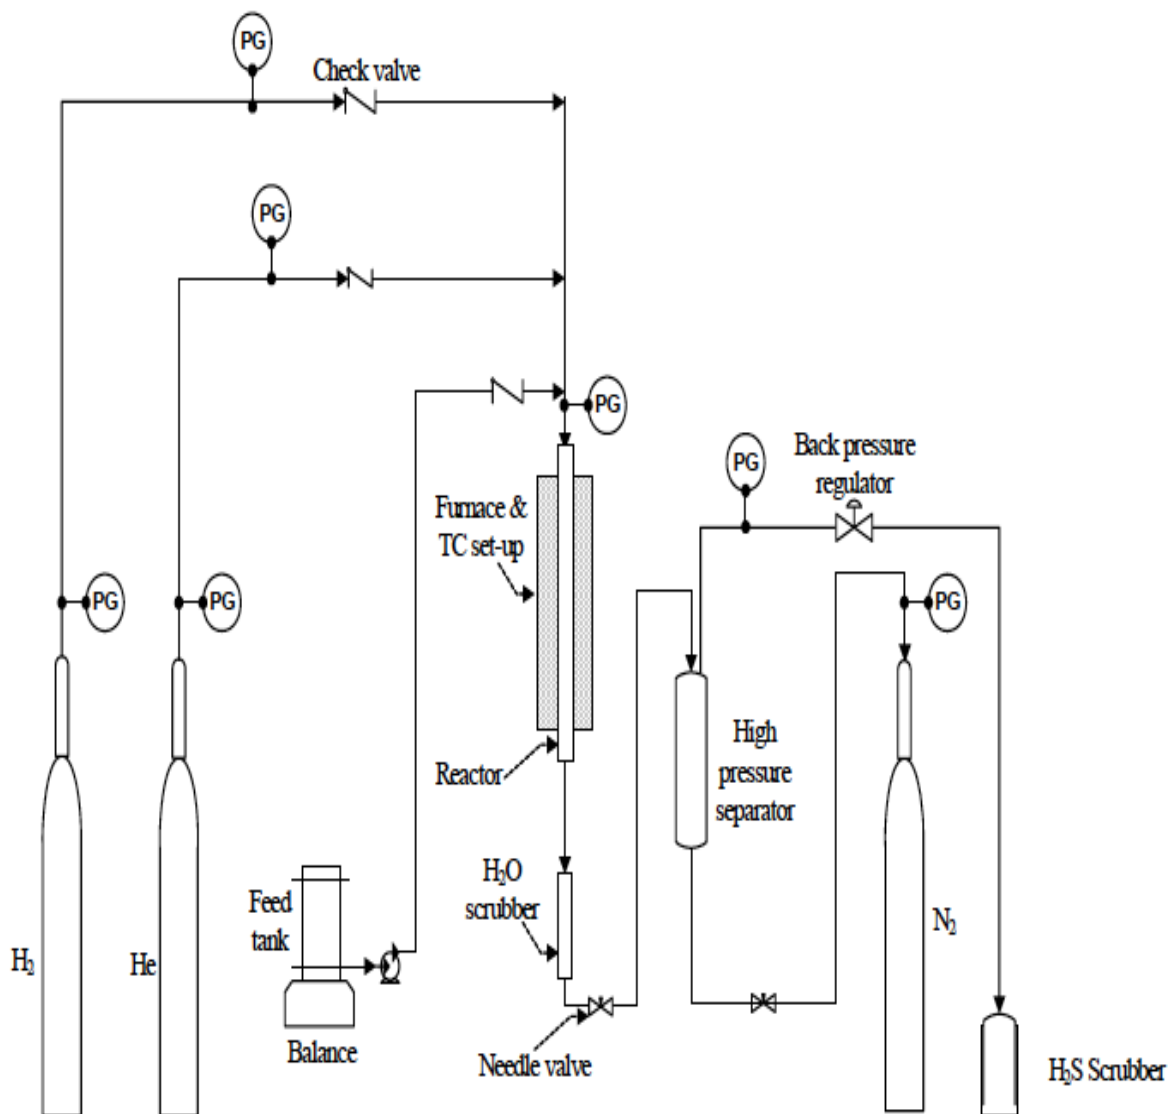 PG
Check valve
PG
PG
PG
Back pressure
regulator
Furnace &
TC set-up
PG
PG
PG
High
pressure
separator
Reactor
H₂O
scrubber
Feed
tank
N₂
H₂
He
Balance
Needle valve
H₂S Scrubber